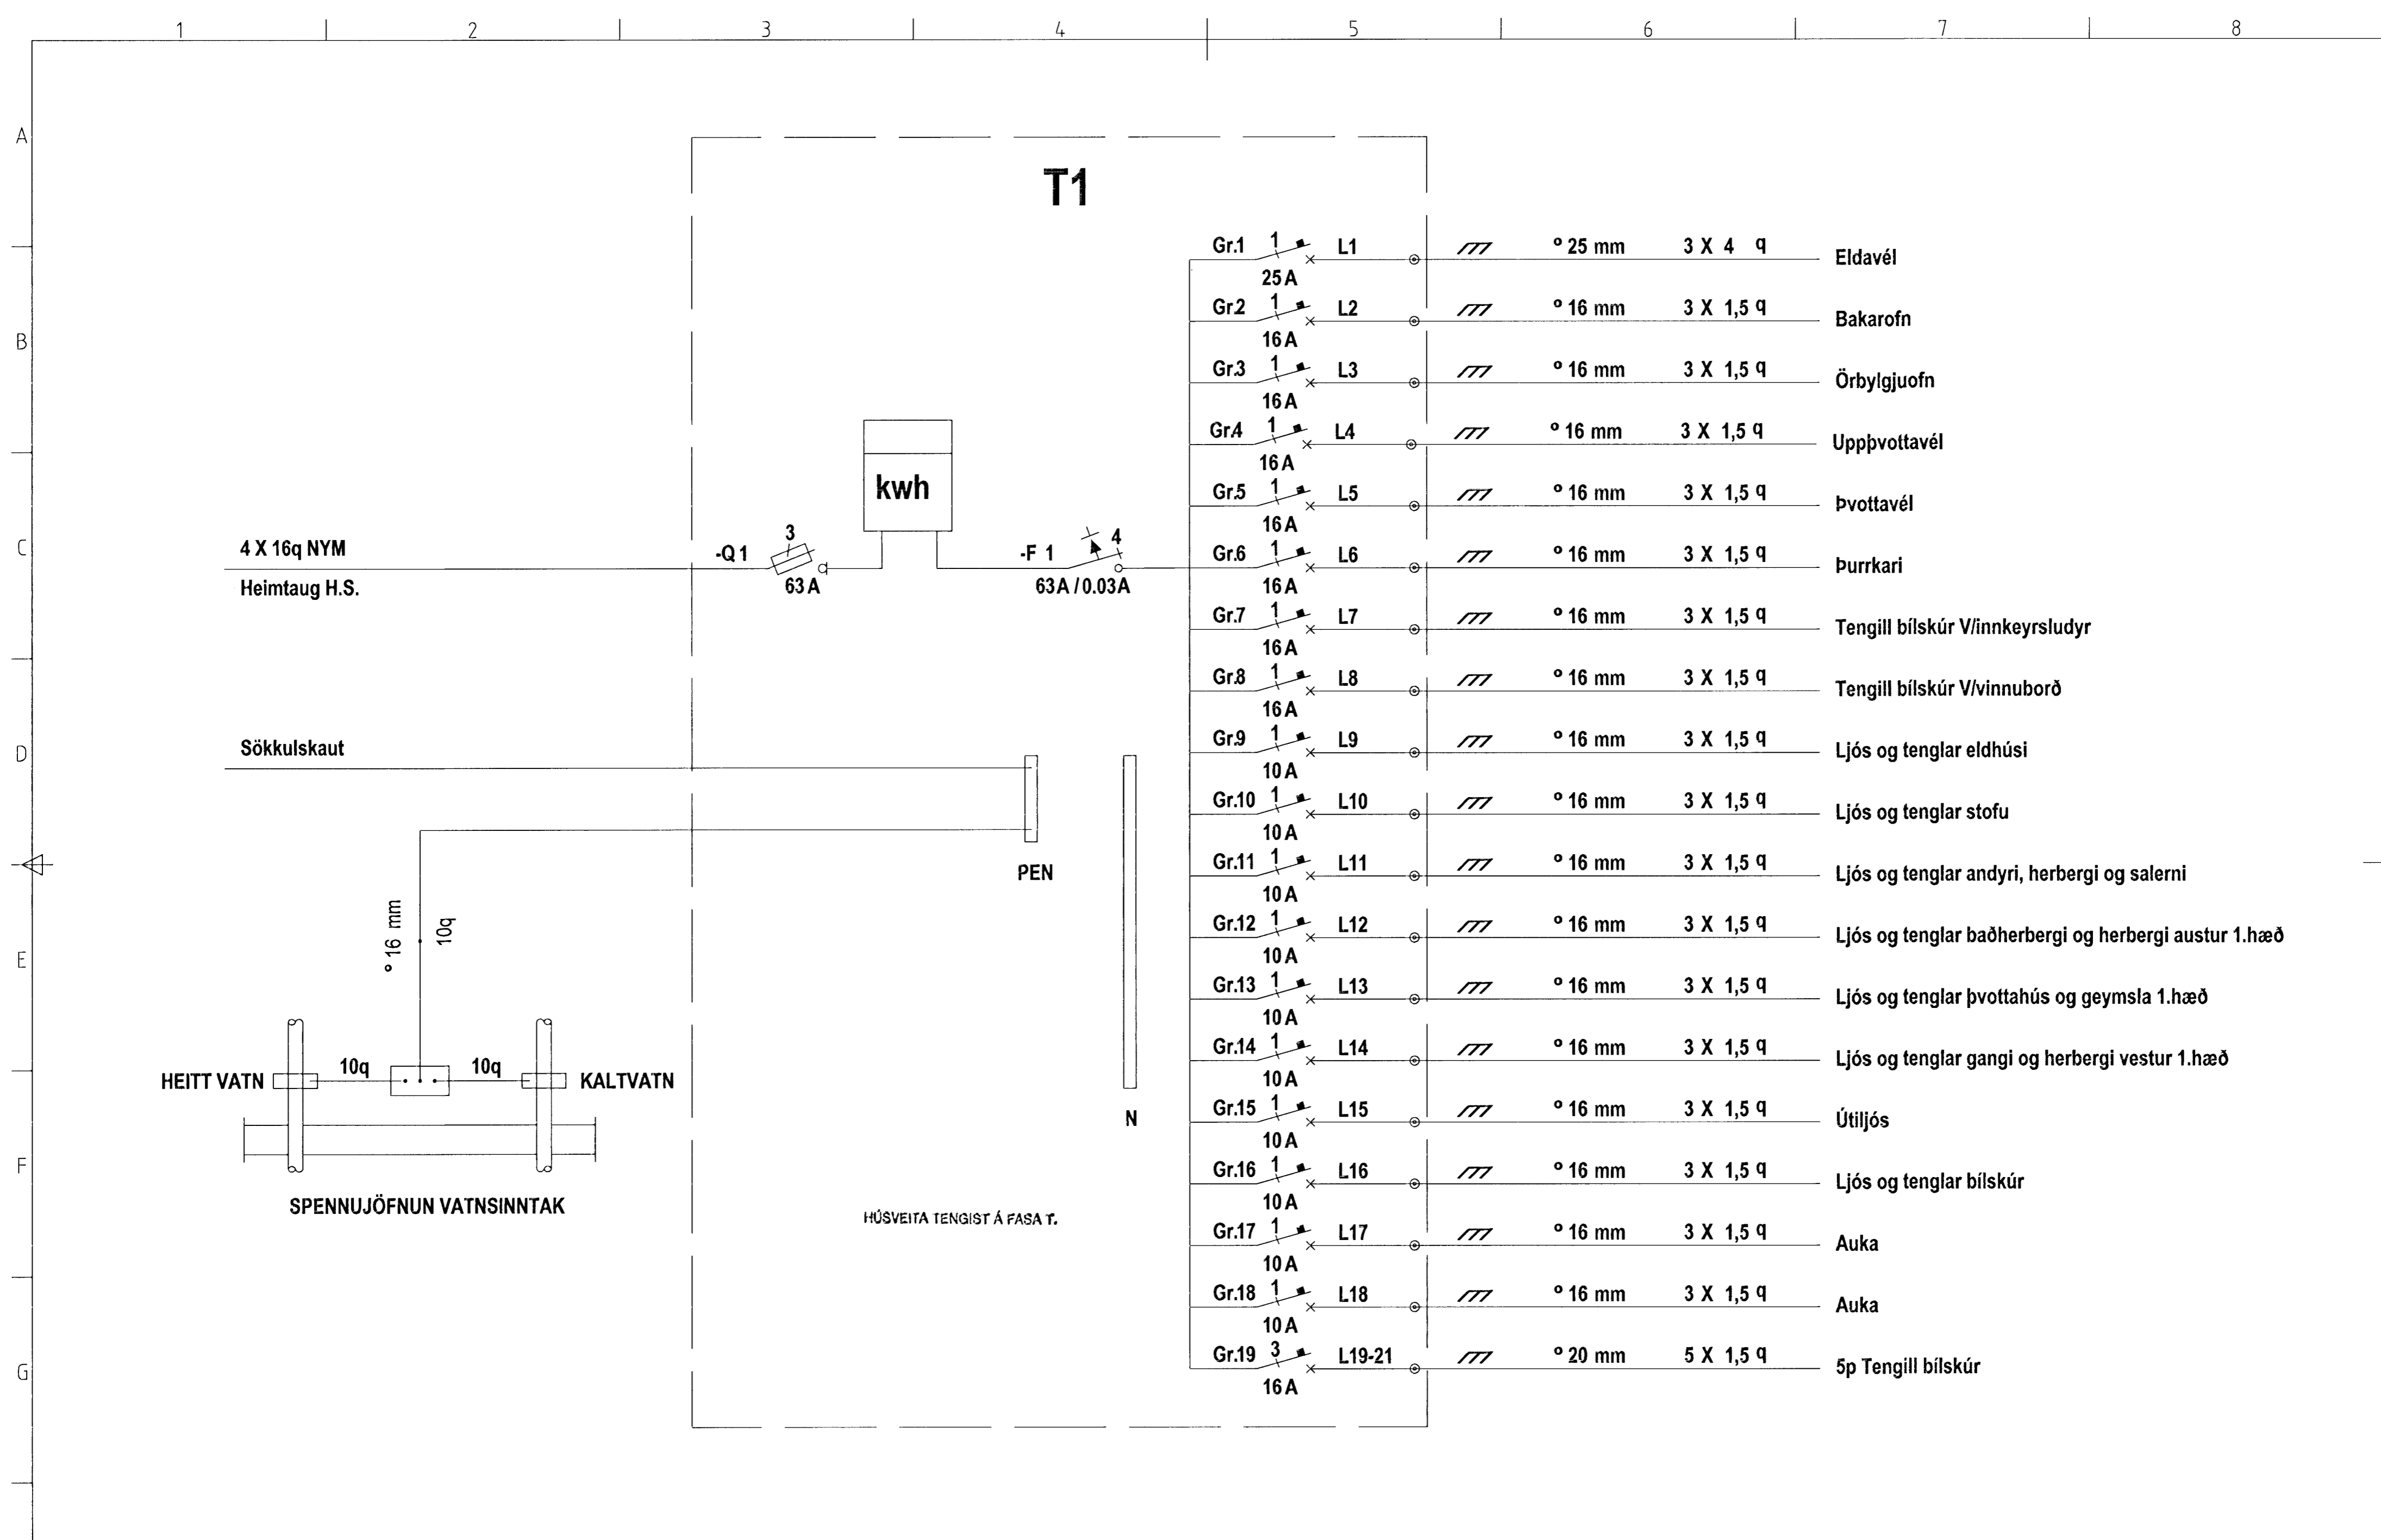 1 2 3 4 5 6 7 8
A
T1
Gr.1 1 L1 º 25 mm 3 X 4 q Eldavél
25 A
Gr.2 1 L2 º 16 mm 3 X 1,5 q Bakarofn
B
16 A
Gr.3 1 L3 º 16 mm 3 X 1,5 q Örbylgjuofn
16 A
Gr.4 1 L4 º 16 mm 3 X 1,5 q Uppþvottavél
16 A
kwh
Gr.5 1 L5 º 16 mm 3 X 1,5 q Þvottavél
16 A
C
4 X 16q NYM
-Q 1 3
-F 1 4
Gr.6 1 L6 º 16 mm 3 X 1,5 q Þurrkari
Heimtaug H.S.
63 A
63 A / 0.03 A
16 A
Gr.7 1 L7 º 16 mm 3 X 1,5 q Tengill bílskúr V/innkeyrsludyr
16 A
Gr.8 1 L8 º 16 mm 3 X 1,5 q Tengill bílskúr V/vinnuborð
16 A
D
Sökkulskaut
Gr.9 1 L9 º 16 mm 3 X 1,5 q Ljós og tenglar eldhúsi
10 A
Gr.10 1 L10 º 16 mm 3 X 1,5 q Ljós og tenglar stofu
10 A
PEN
Gr.11 1 L11 º 16 mm 3 X 1,5 q Ljós og tenglar andyri, herbergi og salerni
10 A
º 16 mm
10q
Gr.12 1 L12 º 16 mm 3 X 1,5 q Ljós og tenglar baðherbergi og herbergi austur 1.hæð
E
10 A
Gr.13 1 L13 º 16 mm 3 X 1,5 q Ljós og tenglar þvottahús og geymsla 1.hæð
10 A
Gr.14 1 L14 º 16 mm 3 X 1,5 q Ljós og tenglar gangi og herbergi vestur 1.hæð
10 A
HEITT VATN 10q 10q KALTVATN
N
Gr.15 1 L15 º 16 mm 3 X 1,5 q Útiljós
10 A
F
Gr.16 1 L16 º 16 mm 3 X 1,5 q Ljós og tenglar bílskúr
10 A
SPENNUJÖFNUN VATNSINNTAK
HÚSVEITA TENGIST Á FASA T.
Gr.17 1 L17 º 16 mm 3 X 1,5 q Auka
10 A
Gr.18 1 L18 º 16 mm 3 X 1,5 q Auka
10 A
G
Gr.19 3 L19-21 º 20 mm 5 X 1,5 q 5p Tengill bílskúr
16 A